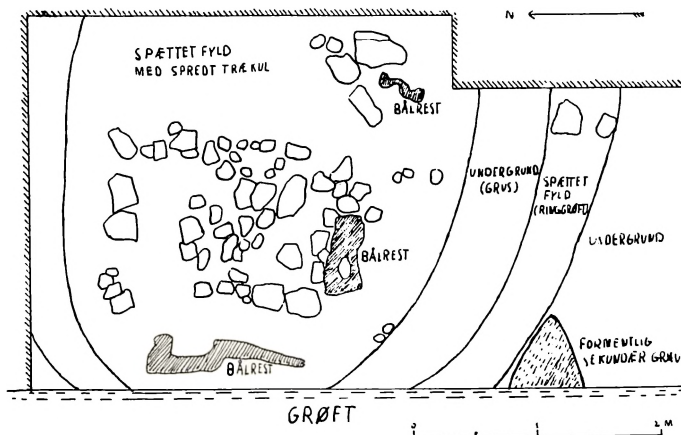 N
SPÆTTET FYLD
MED SPREDT TRÆKUL
BÅLREST
UNDERGRUND
(GRUS)
SPÆTTET
FYLD
(RINGGRØFT)
UNDERGRUND
BÅLREST
FORMENTLIG
SEKUNDÆR GRAV
BÅLREST
GRØFT
2 M